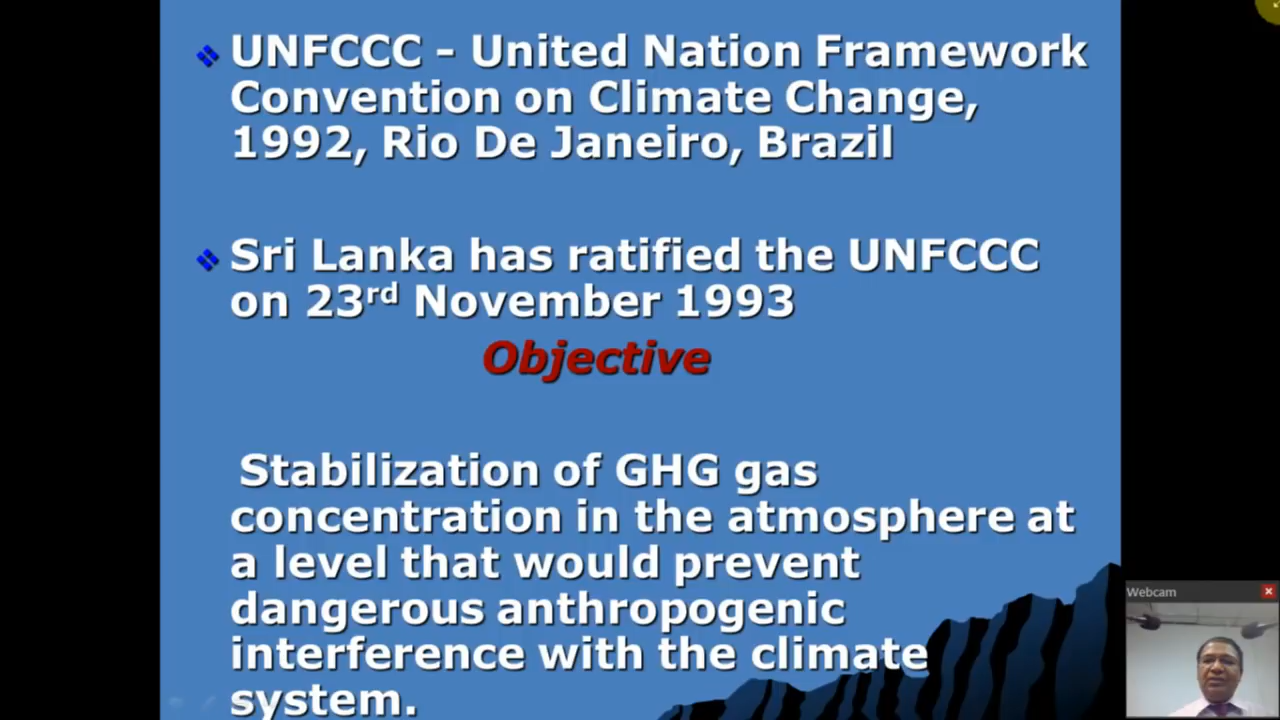 UNFCCC - United Nation Framework
Convention on Climate Change,
1992, Rio De Janeiro, Brazil
Sri Lanka has ratified the UNFCCC
on 23rd November 1993
Objective
Stabilization of GHG gas
concentration in the atmosphere at
a level that would prevent
dangerous anthropogenic
interference with the climate
system.
Webcam